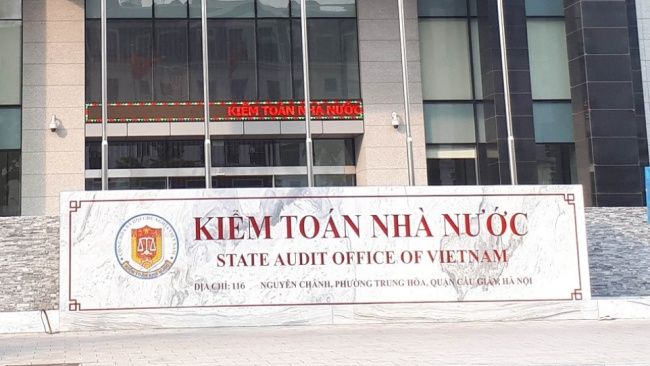 KIỂM TOÁN NHÀ NƯỚC
KIỂM TOÁN NHÀ NƯỚC
STATE AUDIT OFFICE OF VIETNAM
ĐỊA CHỈ: 116 NGUYỄN CHÁNH, PHƯỜNG TRUNG HÒA, QUẬN CẦU GIẤY, HÀ NỘI